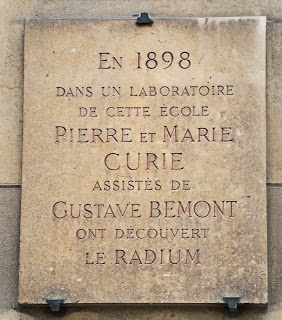 EN 1898
DANS UN LABORATOIRE
DE CETTE ÉCOLE
PIERRE ET MARIE
CURIE
ASSISTÉS DE
GUSTAVE BEMONT
ONT DÉCOUVERT
LE RADIUM